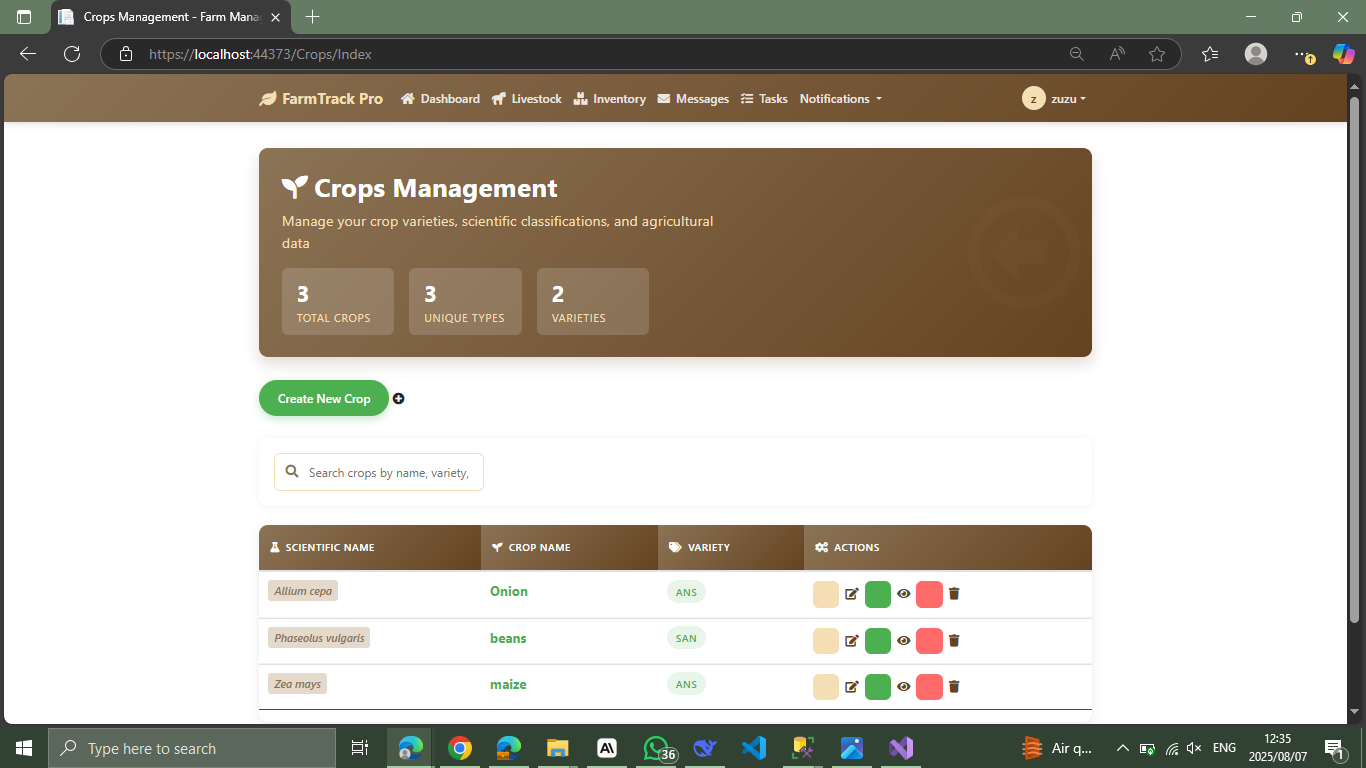 Crops Management - Farm Mana
https://localhost:44373/Crops/Index
FarmTrack Pro Dashboard Livestock Inventory Messages Tasks Notifications z zuzu
Crops Management
Manage your crop varieties, scientific classifications, and agricultural
data
3 3 2
TOTAL CROPS UNIQUE TYPES VARIETIES
Create New Crop
Search crops by name, variety,
SCIENTIFIC NAME CROP NAME VARIETY ACTIONS
Allium cepa Onion ANS
Phaseolus vulgaris beans SAN
Zea mays maize ANS
Type here to search 36 Air q... ENG 12:35 1
2025/08/07